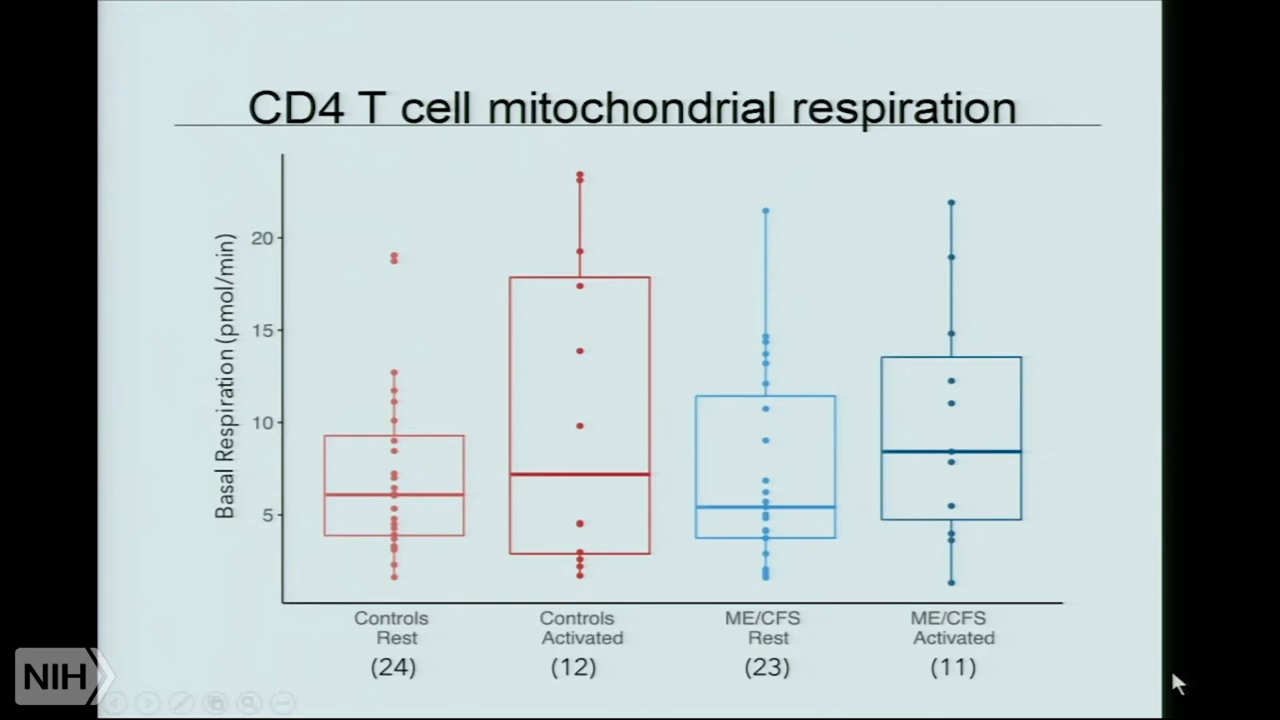 CD4 T cell mitochondrial respiration
Basal Respiration (pmol/min)
20
15
10
5
Controls
Rest
(24)
Controls
Activated
(12)
ME/CFS
Rest
(23)
ME/CFS
Activated
(11)
NIH